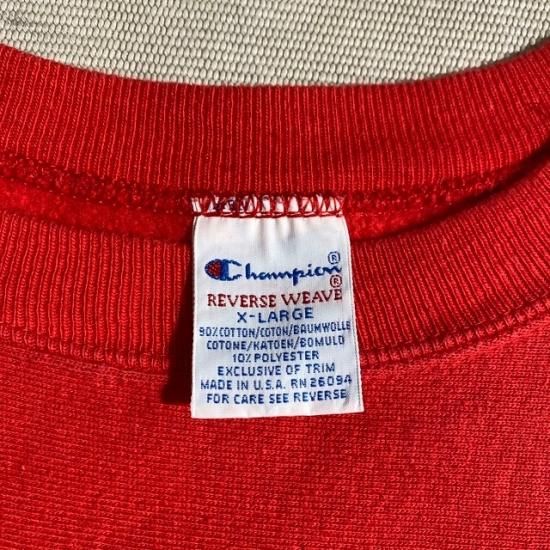 Champion®
REVERSE WEAVE®
X-LARGE
90% COTTON/COTON/BAUMWOLLE
COTONE/KATOEN/BOMULD
10% POLYESTER
EXCLUSIVE OF TRIM
MADE IN U.S.A. RN 26094
FOR CARE SEE REVERSE